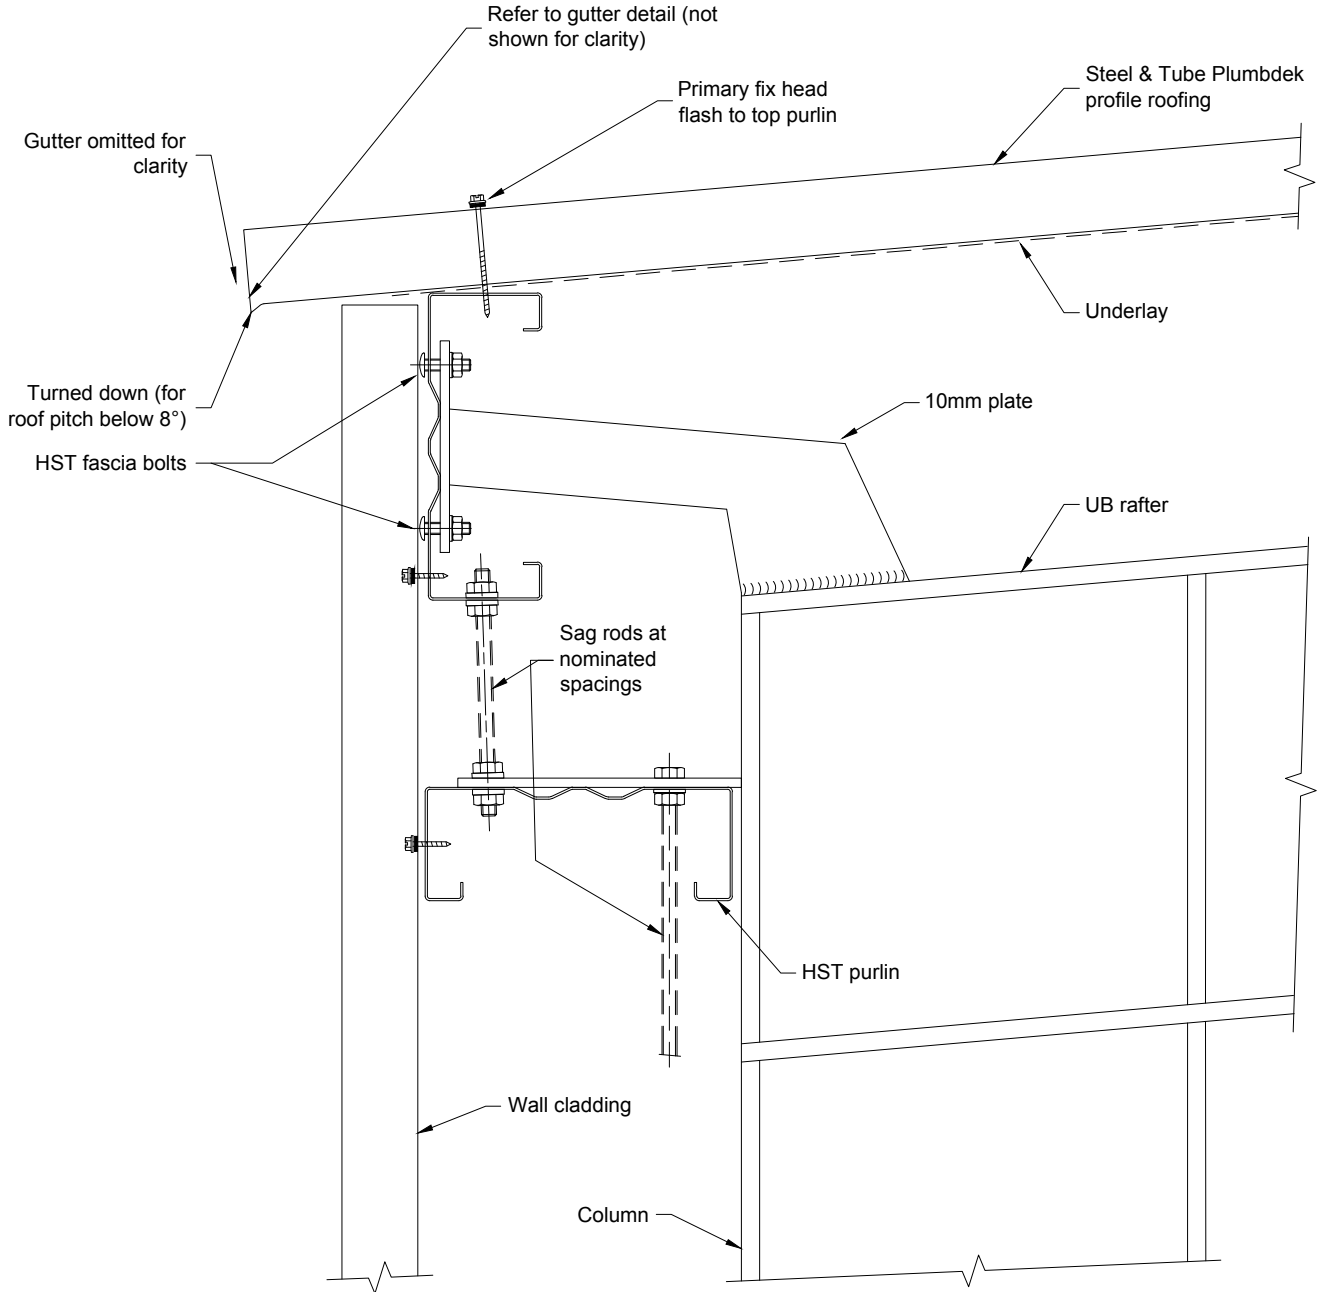 Refer to gutter detail (not
shown for clarity)
Primary fix head
flash to top purlin
Steel & Tube Plumbdek
profile roofing
Gutter omitted for
clarity
Underlay
Turned down (for
roof pitch below 8°)
10mm plate
HST fascia bolts
UB rafter
Sag rods at
nominated
spacings
HST purlin
Wall cladding
Column